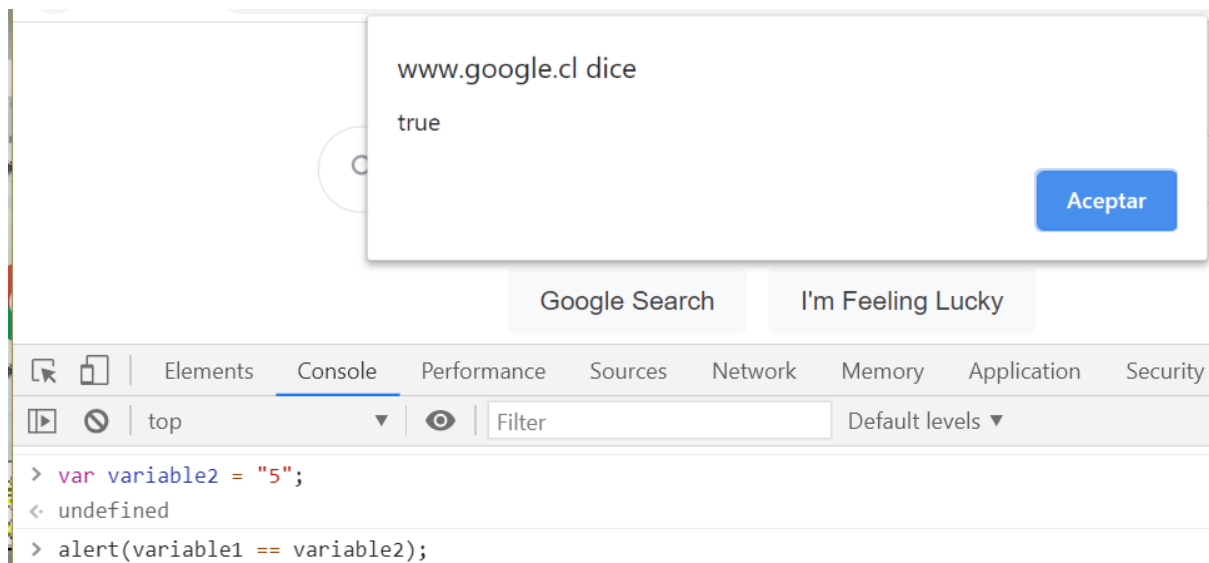 www.google.cl dice
true
Aceptar
Google Search I'm Feeling Lucky
Elements Console Performance Sources Network Memory Application Security
top ▼ Filter Default levels ▼
> var variable2 = "5";
<· undefined
> alert(variable1 == variable2);